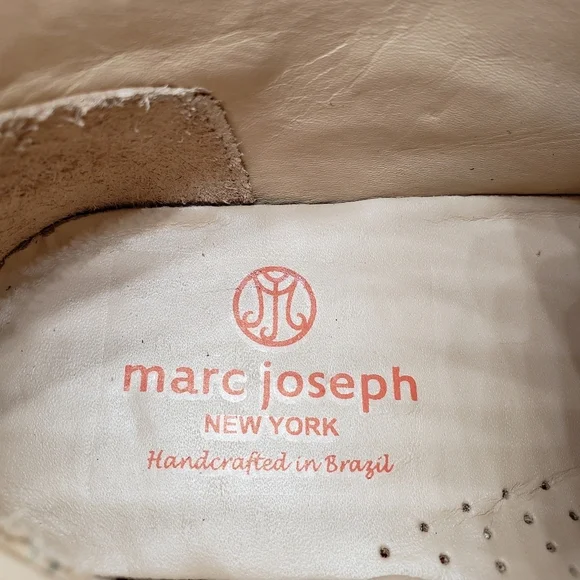 marc joseph
NEW YORK
Handcrafted in Brazil